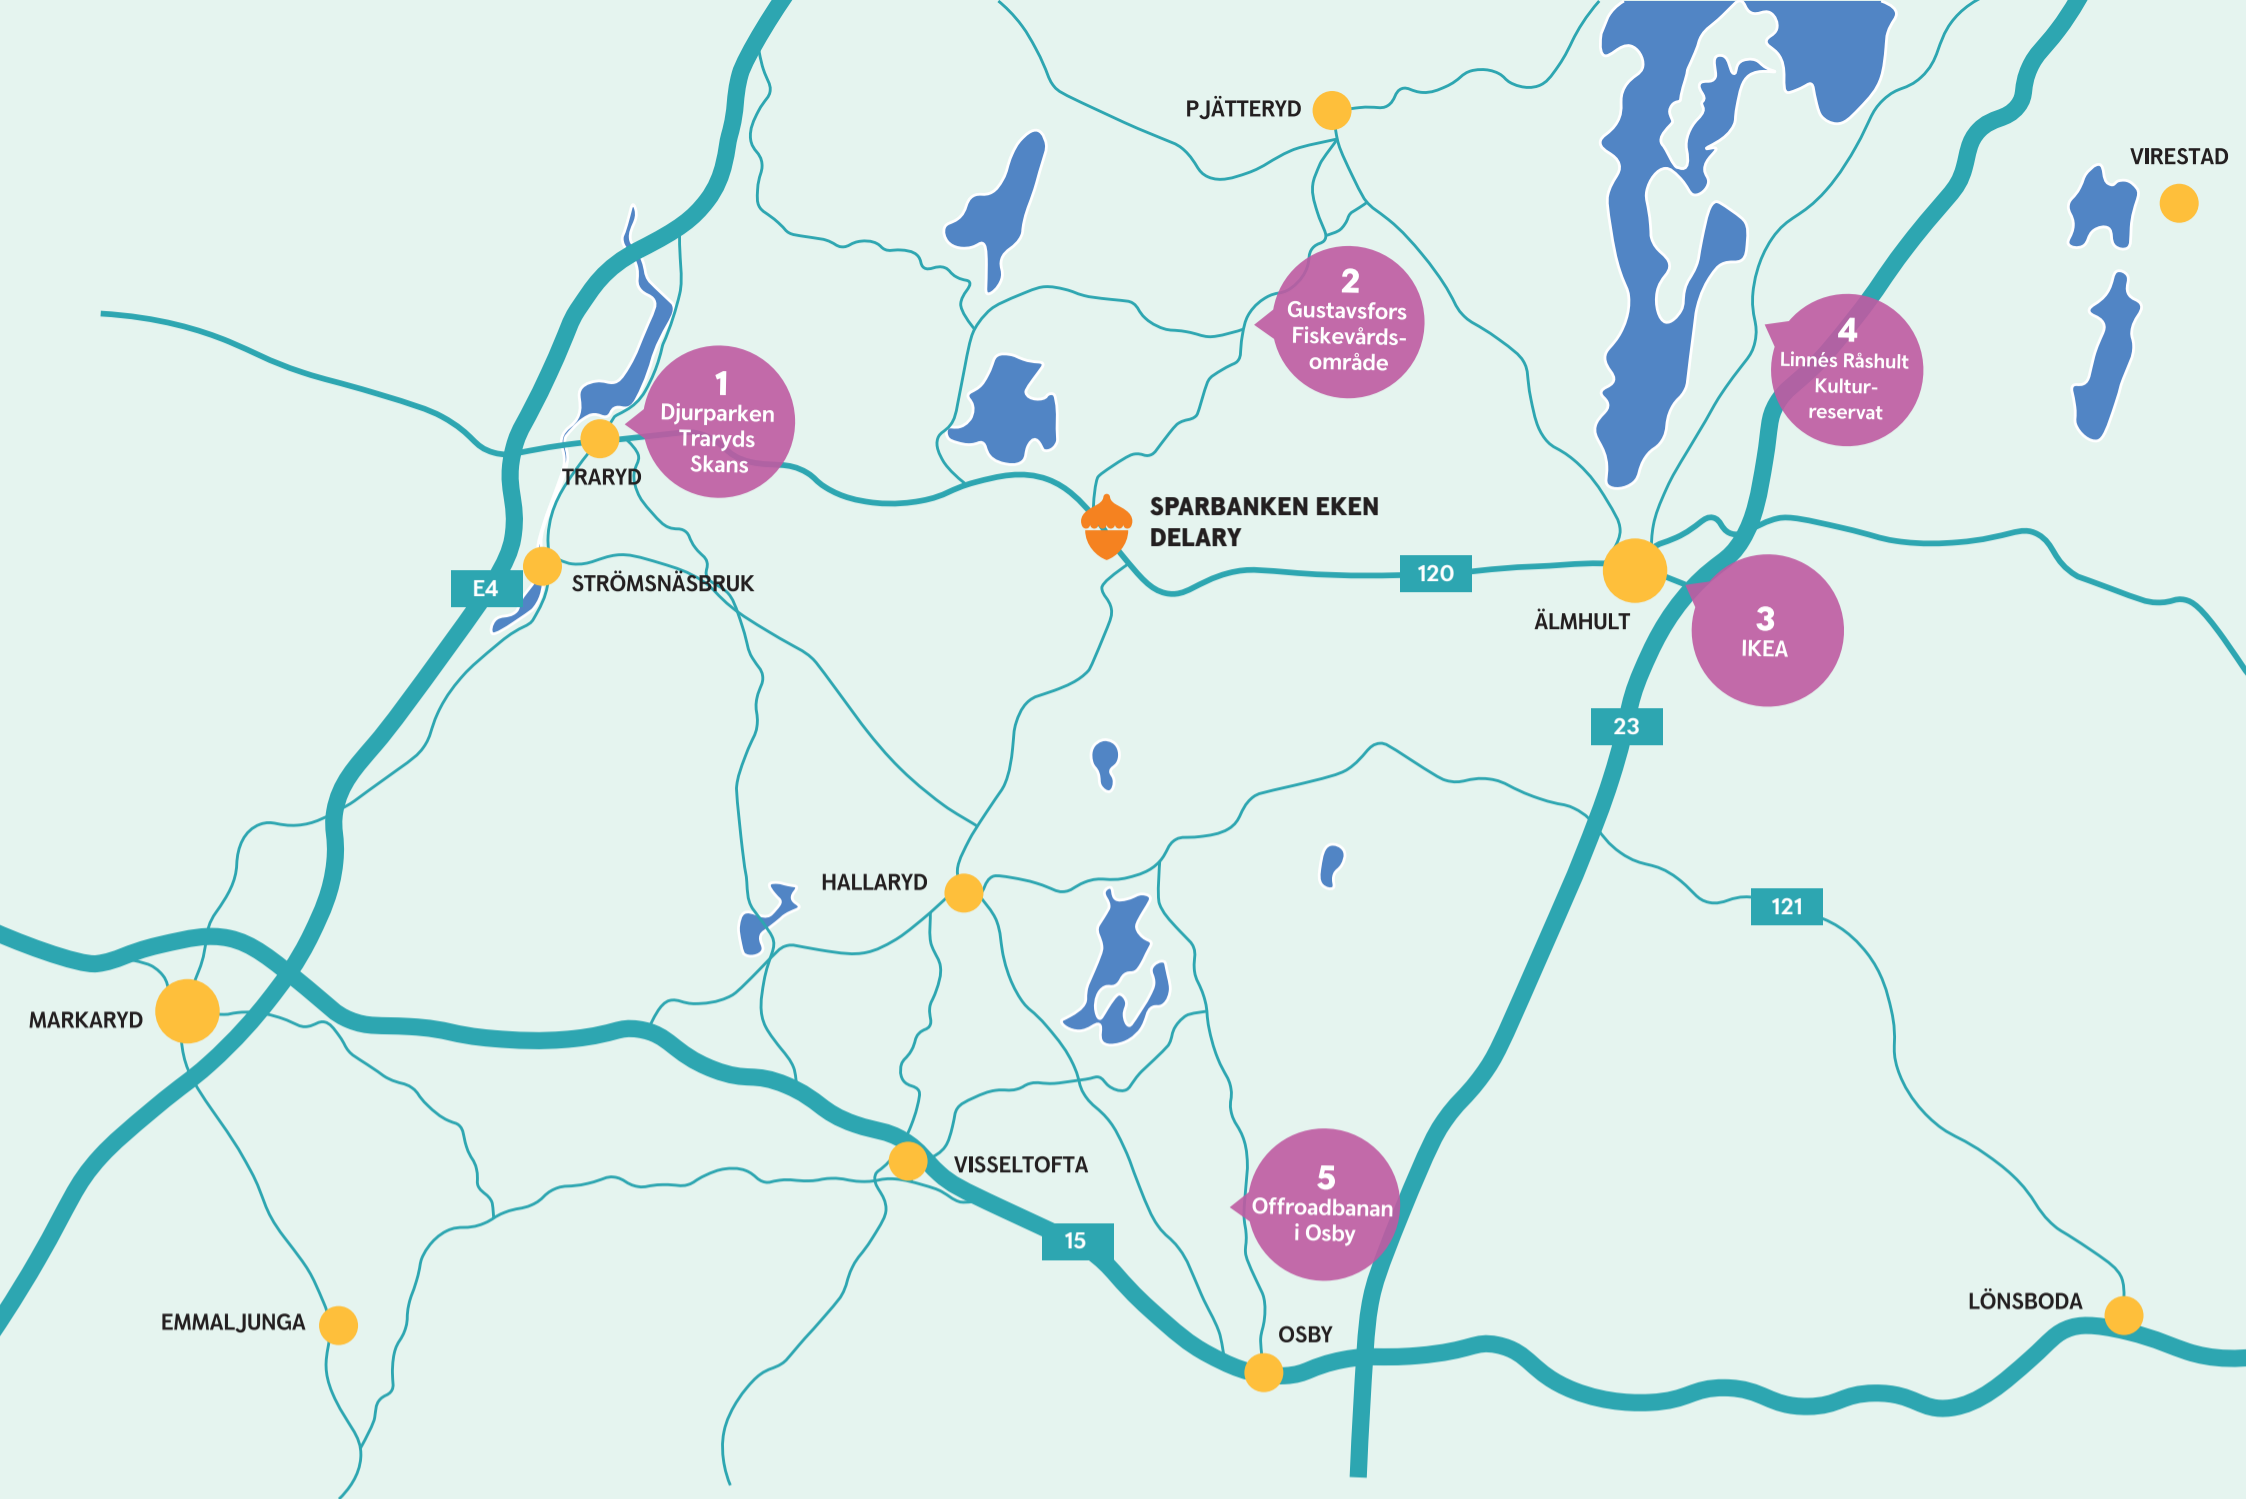 PJÄTTERYD
VIRESTAD
2
Gustavsfors
Fiskevårds-
område
4
Linnés Råshult
Kultur-
reservat
1
Djurparken
Traryds
Skans
TRARYD
SPARBANKEN EKEN
DELARY
E4
STRÖMSNÄSBRUK
120
ÄLMHULT
3
IKEA
23
HALLARYD
121
MARKARYD
VISSELTOFTA
5
Offroadbanan
i Osby
15
EMMALJUNGA
OSBY
LÖNSBODA